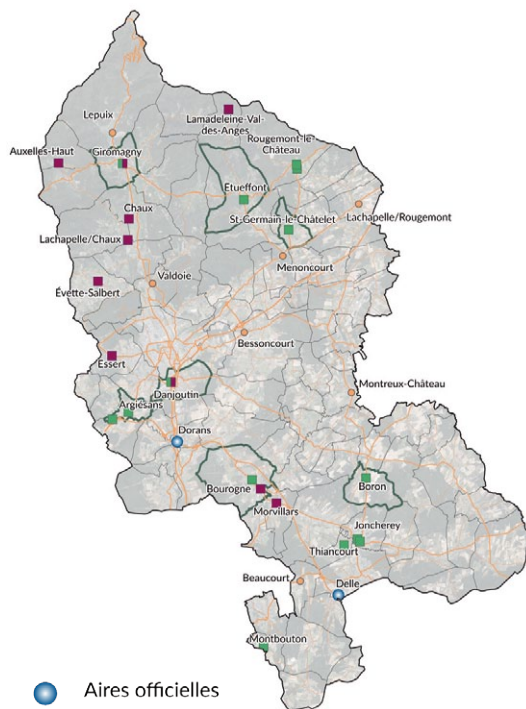 Lepuix
Lamadeleine-Val-
des-Anges
Rougemont-le-
Château
Auxelles-Haut
Giromagny
Etueffont
Chaux
St-Germain-le-Châtelet
Lachapelle/Rougemont
Lachapelle/Chaux
Menoncourt
Évette-Salbert
Valdoie
Bessoncourt
Essert
Danjoutin
Montreux-Château
Argiésans
Dorans
Bourogne
Boron
Morvillars
Joncherey
Thiancourt
Beaucourt
Delle
Montbouton
Aires officielles